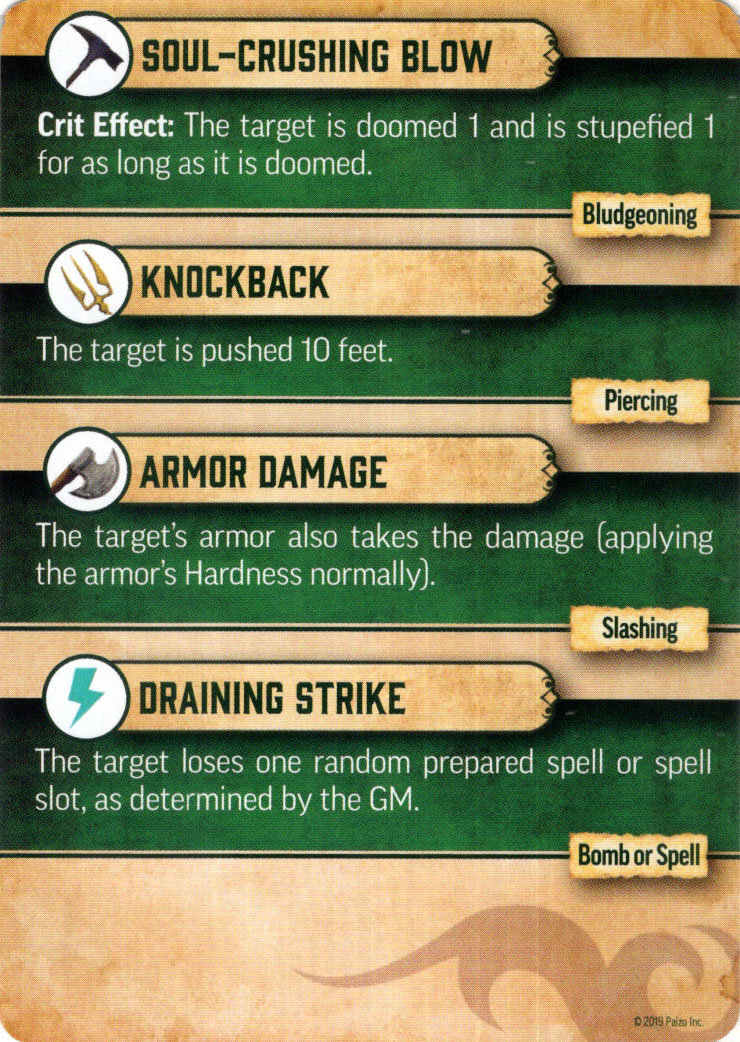 SOUL-CRUSHING BLOW
Crit Effect: The target is doomed 1 and is stupefied 1
for as long as it is doomed.
Bludgeoning
KNOCKBACK
The target is pushed 10 feet.
Piercing
ARMOR DAMAGE
The target's armor also takes the damage (applying
the armor's Hardness normally).
Slashing
DRAINING STRIKE
The target loses one random prepared spell or spell
slot, as determined by the GM.
Bomb or Spell
© 2019 Paizo Inc.